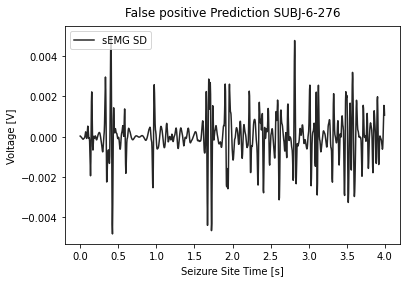 False positive Prediction SUBJ-6-276
sEMG SD
0.004
0.002
0.000
−0.002
−0.004
Voltage [V]
0.0 0.5 1.0 1.5 2.0 2.5 3.0 3.5 4.0
Seizure Site Time [s]